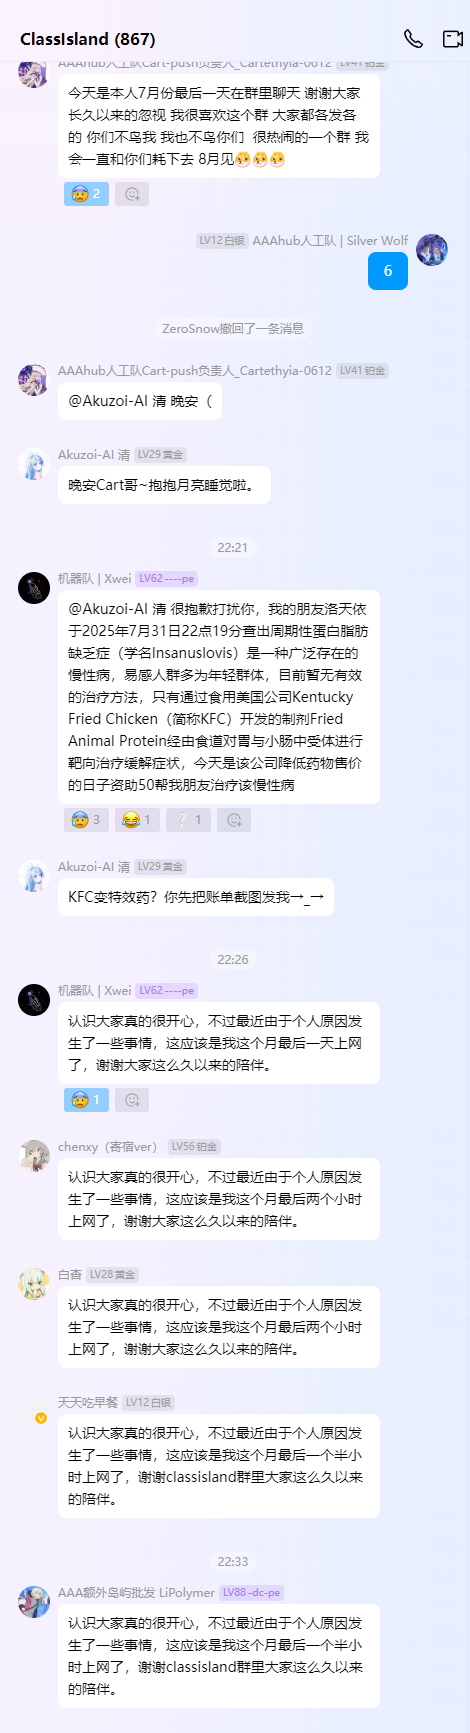 ClassIsland (867)
AAAhub人工队Cart-push负责人_Cartethyia-0612 LV41 铂金
今天是本人7月份最后一天在群里聊天 谢谢大家
长久以来的忽视 我很喜欢这个群 大家都各发各
的 你们不鸟我 我也不鸟你们  很热闹的一个群 我
会一直和你们耗下去 8月见
2
LV12 白银 AAAhub人工队 | Silver Wolf
6
ZeroSnow撤回了一条消息
AAAhub人工队Cart-push负责人_Cartethyia-0612 LV41 铂金
@Akuzoi-AI 清 晚安（
Akuzoi-AI 清 LV29 黄金
晚安Cart哥~抱抱月亮睡觉啦。
22:21
机器队 | Xwei LV62 ----pe
@Akuzoi-AI 清 很抱歉打扰你，我的朋友洛天依
于2025年7月31日22点19分查出周期性蛋白脂肪
缺乏症（学名Insanuslovis）是一种广泛存在的
慢性病，易感人群多为年轻群体，目前暂无有效
的治疗方法，只有通过食用美国公司Kentucky
Fried Chicken（简称KFC）开发的制剂Fried
Animal Protein经由食道对胃与小肠中受体进行
靶向治疗缓解症状，今天是该公司降低药物售价
的日子资助50帮我朋友治疗该慢性病
3 1 1
Akuzoi-AI 清 LV29 黄金
KFC变特效药？你先把账单截图发我→_→
22:26
机器队 | Xwei LV62 ----pe
认识大家真的很开心，不过最近由于个人原因发
生了一些事情，这应该是我这个月最后一天上网
了，谢谢大家这么久以来的陪伴。
1
chenxy（寄宿ver） LV56 铂金
认识大家真的很开心，不过最近由于个人原因发
生了一些事情，这应该是我这个月最后两个小时
上网了，谢谢大家这么久以来的陪伴。
白杳 LV28 黄金
认识大家真的很开心，不过最近由于个人原因发
生了一些事情，这应该是我这个月最后两个小时
上网了，谢谢大家这么久以来的陪伴。
天天吃早餐 LV12 白银
认识大家真的很开心，不过最近由于个人原因发
生了一些事情，这应该是我这个月最后一个半小
时上网了，谢谢classisland群里大家这么久以来
的陪伴。
22:33
AAA额外岛屿批发 LiPolymer LV88 -dc-pe
认识大家真的很开心，不过最近由于个人原因发
生了一些事情，这应该是我这个月最后一个半小
时上网了，谢谢classisland群里大家这么久以来
的陪伴。